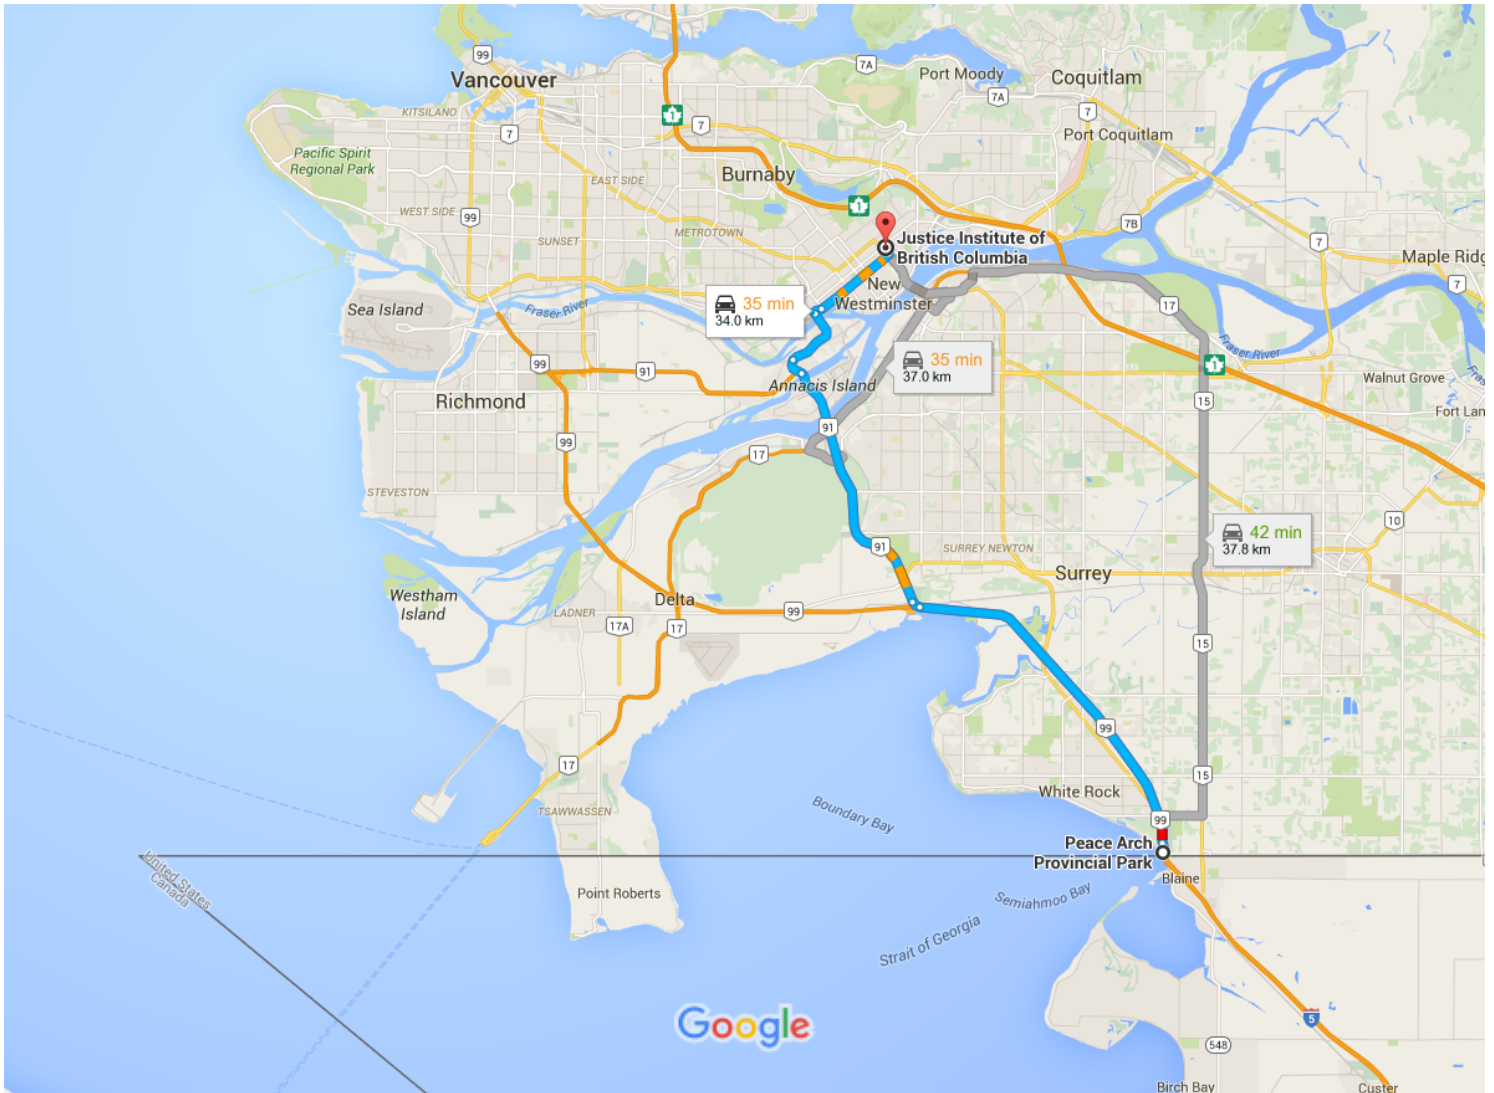 99
Vancouver
7A
Port Moody
Coquitlam
7A
KITSILANO
1
7
7
7
Port Coquitlam
Pacific Spirit
Regional Park
Burnaby
EAST SIDE
WEST SIDE
99
1
7B
METROTOWN
SUNSET
Justice Institute of
British Columbia
7
Maple Ridg
7
New
Westminster
35 min
34.0 km
Sea Island
Fraser River
17
Fraser River
99
91
35 min
37.0 km
1
Annacis Island
Walnut Grove
Richmond
15
Fort Lan
99
91
17
STEVESTON
10
91
SURREY NEWTON
42 min
37.8 km
Surrey
Westham
Island
Delta
99
LADNER
17A
17
15
99
17
15
White Rock
Boundary Bay
TSAWWASSEN
99
Peace Arch
Provincial Park
United States
Canada
Blaine
Point Roberts
Semiahmoo Bay
Strait of Georgia
Google
5
548
Birch Bay
Custer